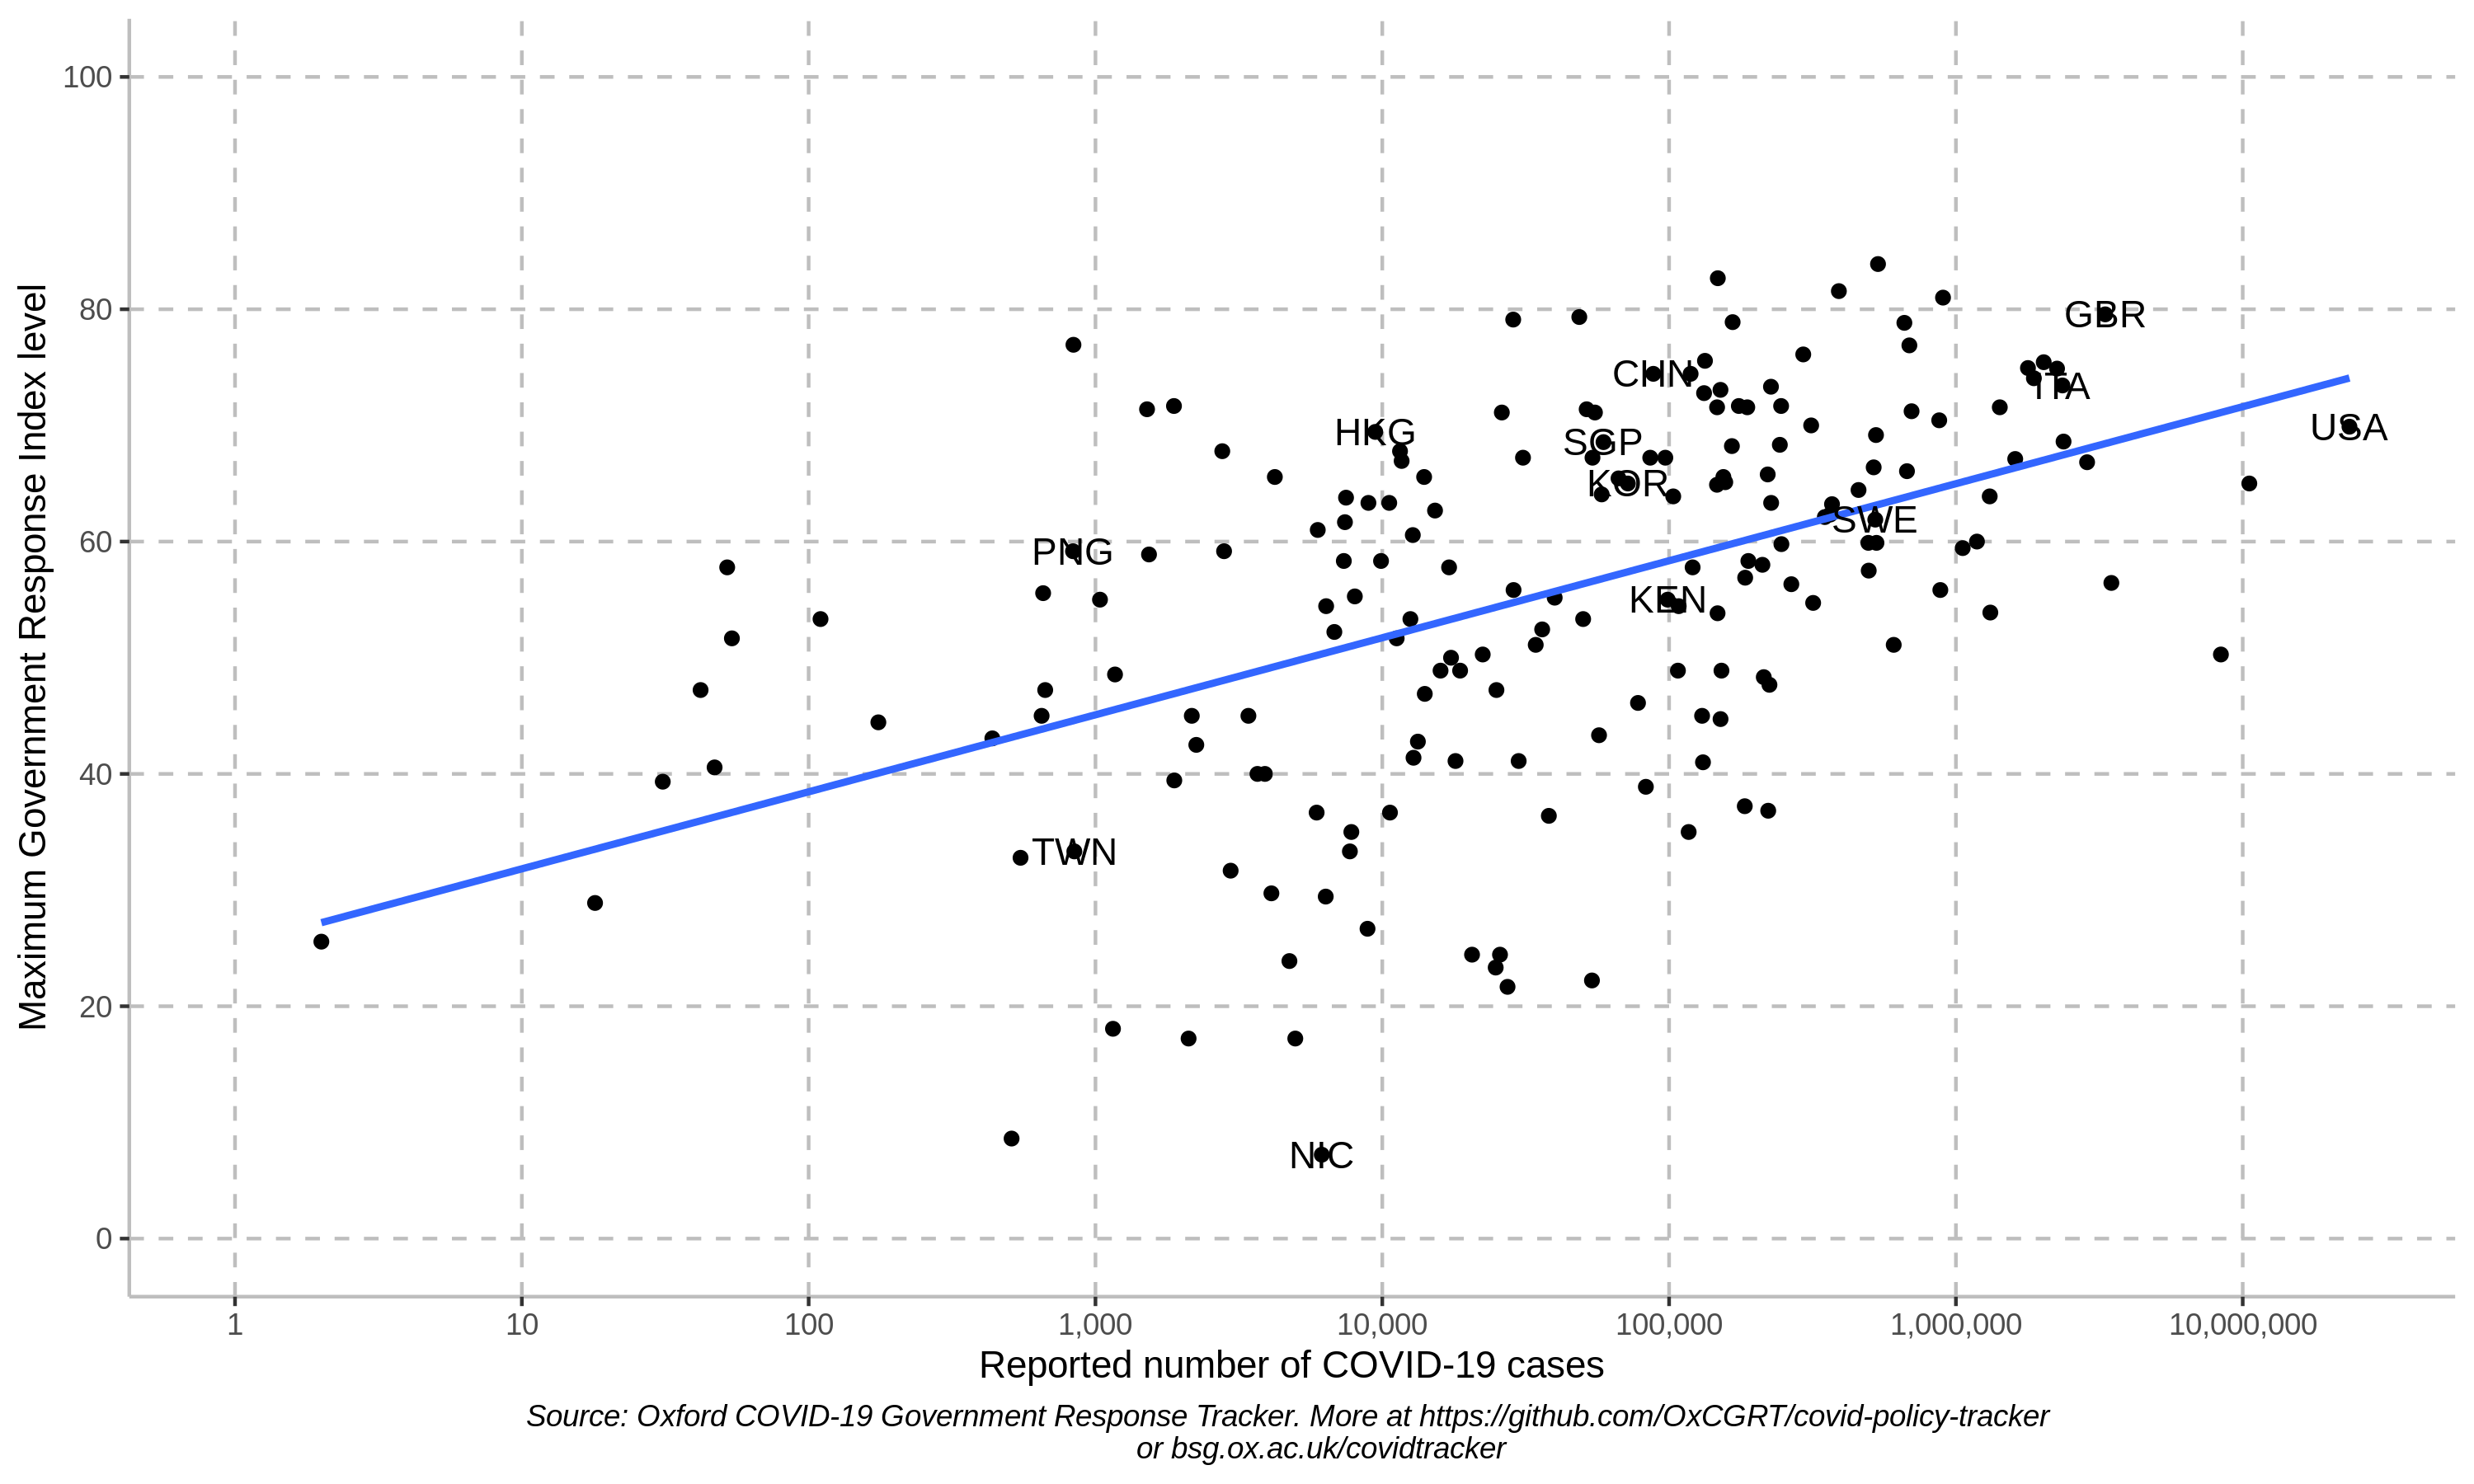 Maximum Government Response Index level
100
80
60
40
20
0
GBR
CHN
ITA
USA
HKG
SGP
KOR
SWE
PNG
KEN
TWN
NIC
1
10
100
1,000
10,000
100,000
1,000,000
10,000,000
Reported number of COVID-19 cases
Source: Oxford COVID-19 Government Response Tracker. More at https://github.com/OxCGRT/covid-policy-tracker
or bsg.ox.ac.uk/covidtracker